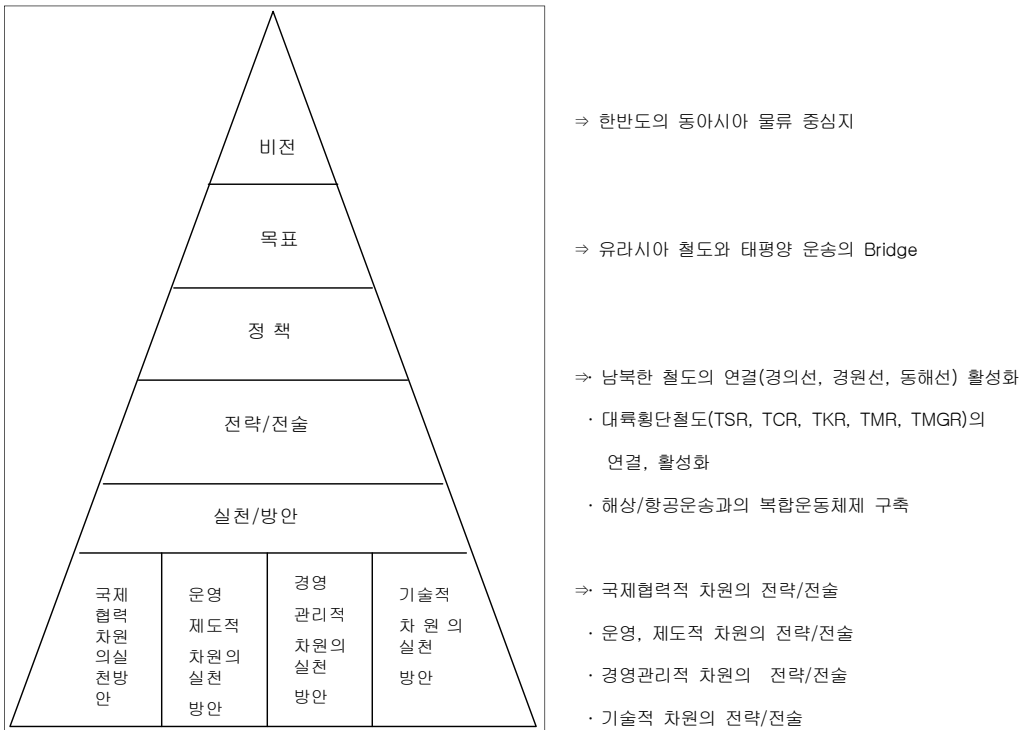 비전
⇒ 한반도의 동아시아 물류 중심지
목표
⇒ 유라시아 철도와 태평양 운송의 Bridge
정 책
⇒· 남북한 철도의 연결(경의선, 경원선, 동해선) 활성화
· 대륙횡단철도(TSR, TCR, TKR, TMR, TMGR)의
연결, 활성화
· 해상/항공운송과의 복합운동체제 구축
전략/전술
실천/방안
⇒· 국제협력적 차원의 전략/전술
· 운영, 제도적 차원의 전략/전술
· 경영관리적 차원의 전략/전술
· 기술적 차원의 전략/전술
국제
협력
차원
의실
천방
안
운영
제도적
차원의
실천
방안
경영
관리적
차원의
실천
방안
기술적
차 원 의
실천
방안